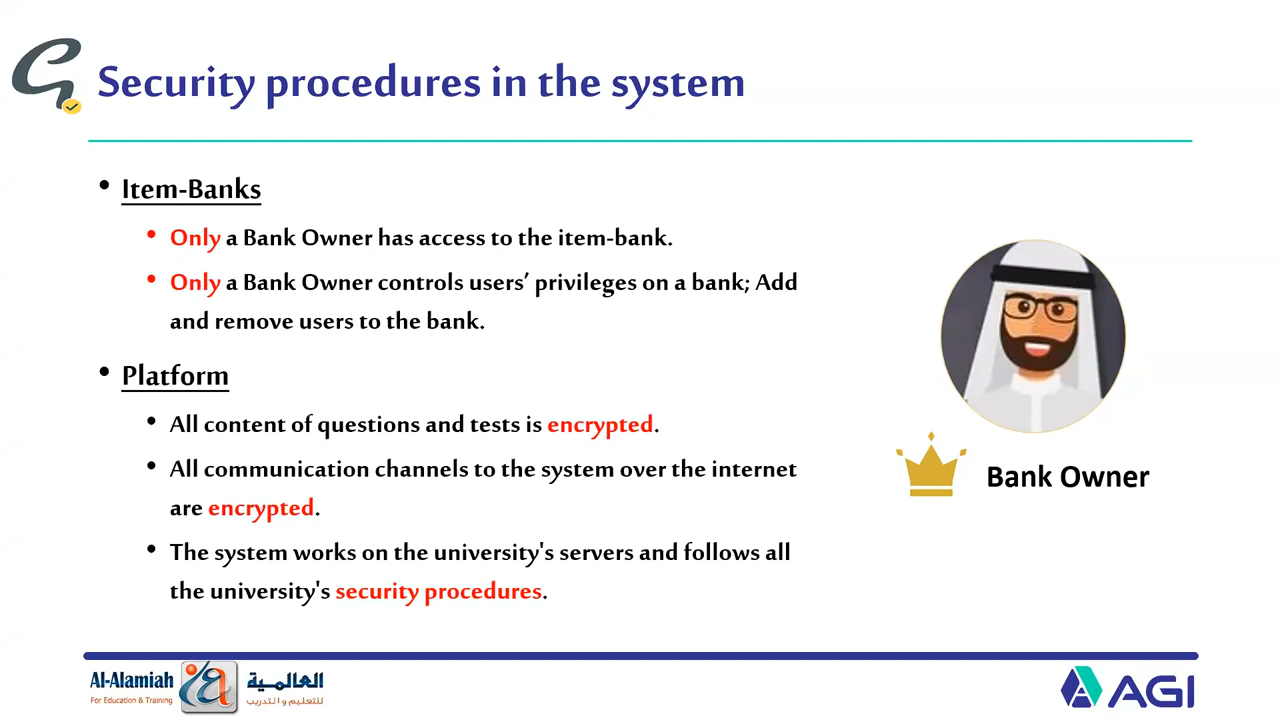 Security procedures in the system
• Item-Banks
• Only a Bank Owner has access to the item-bank.
• Only a Bank Owner controls users’ privileges on a bank; Add
and remove users to the bank.
• Platform
• All content of questions and tests is encrypted.
• All communication channels to the system over the internet
are encrypted.
• The system works on the university's servers and follows all
the university's security procedures.
Bank Owner
Al-Alamiah
For Education & Training
العالمية
للتعليم و التدريب
AGI